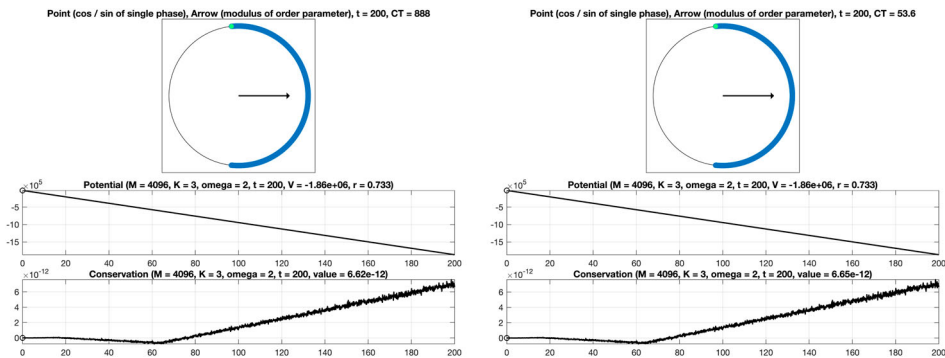 Point (cos / sin of single phase), Arrow (modulus of order parameter), t = 200, CT = 888
×10^5
Potential (M = 4096, K = 3, omega = 2, t = 200, V = -1.86e+06, r = 0.733)
0
-5
-10
-15
0 20 40 60 80 100 120 140 160 180 200
×10^-12
Conservation (M = 4096, K = 3, omega = 2, t = 200, value = 6.62e-12)
6
4
2
0
0 20 40 60 80 100 120 140 160 180 200
Point (cos / sin of single phase), Arrow (modulus of order parameter), t = 200, CT = 53.6
×10^5
Potential (M = 4096, K = 3, omega = 2, t = 200, V = -1.86e+06, r = 0.733)
0
-5
-10
-15
0 20 40 60 80 100 120 140 160 180 200
×10^-12
Conservation (M = 4096, K = 3, omega = 2, t = 200, value = 6.65e-12)
6
4
2
0
0 20 40 60 80 100 120 140 160 180 200